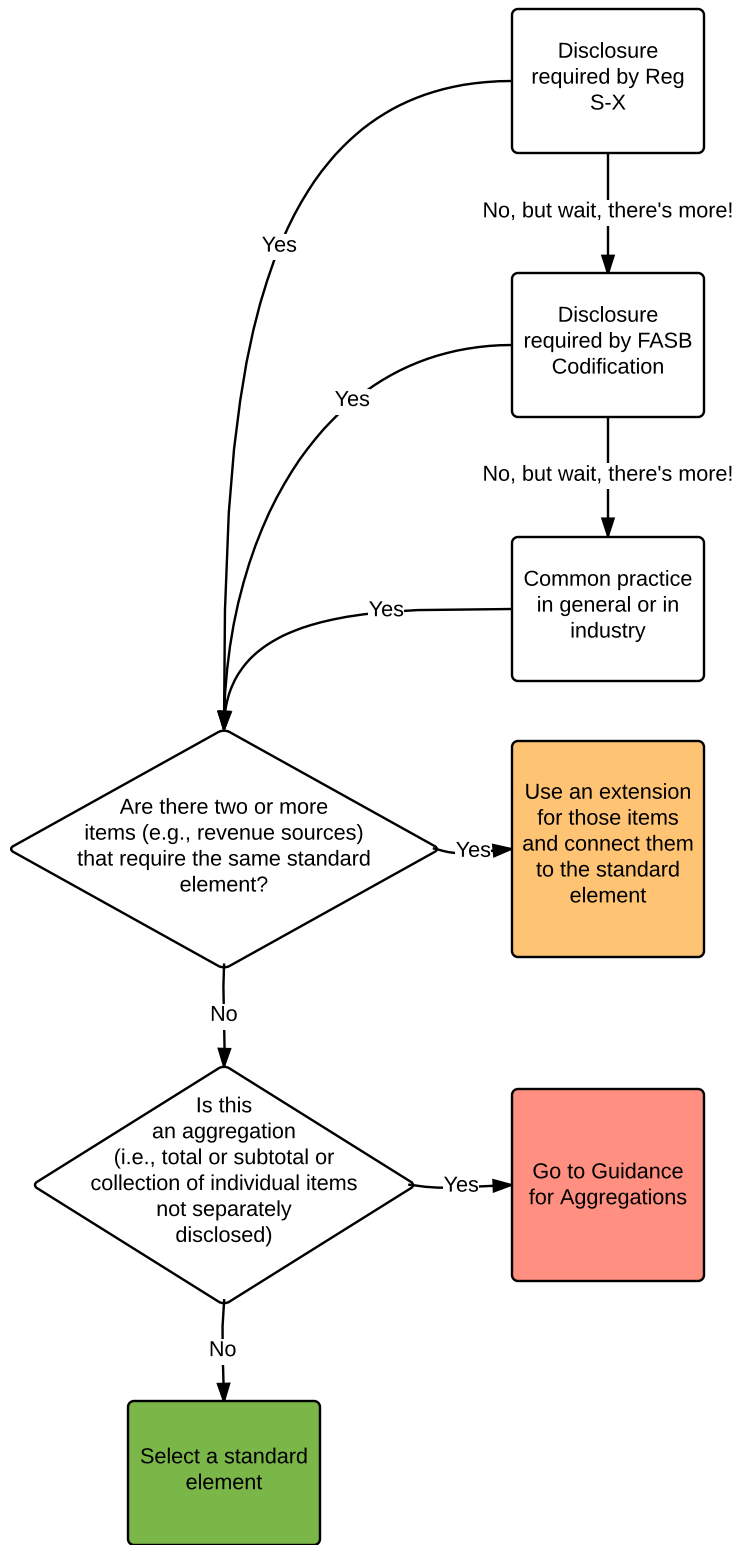 Disclosure
required by Reg
S-X
No, but wait, there's more!
Yes
Disclosure
required by FASB
Codification
Yes
No, but wait, there's more!
Common practice
in general or in
industry
Yes
Are there two or more
items (e.g., revenue sources)
that require the same standard
element?
Yes
Use an extension
for those items
and connect them
to the standard
element
No
Is this
an aggregation
(i.e., total or subtotal or
collection of individual items
not separately
disclosed)
Yes
Go to Guidance
for Aggregations
No
Select a standard
element